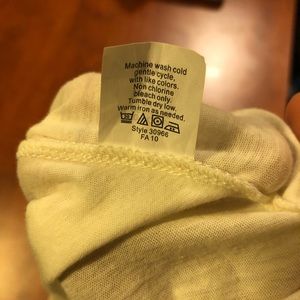 Machine wash cold
gentle cycle,
with like colors.
Non chlorine
bleach only.
Tumble dry low.
Warm iron as needed.
Style 30966
FA 10